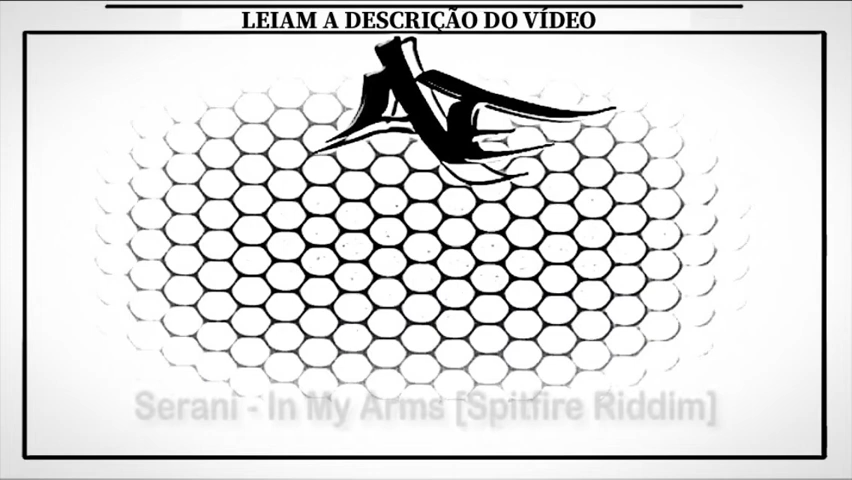 LEIAM A DESCRIÇÃO DO VÍDEO
Serani - In My Arms [Spitfire Riddim]